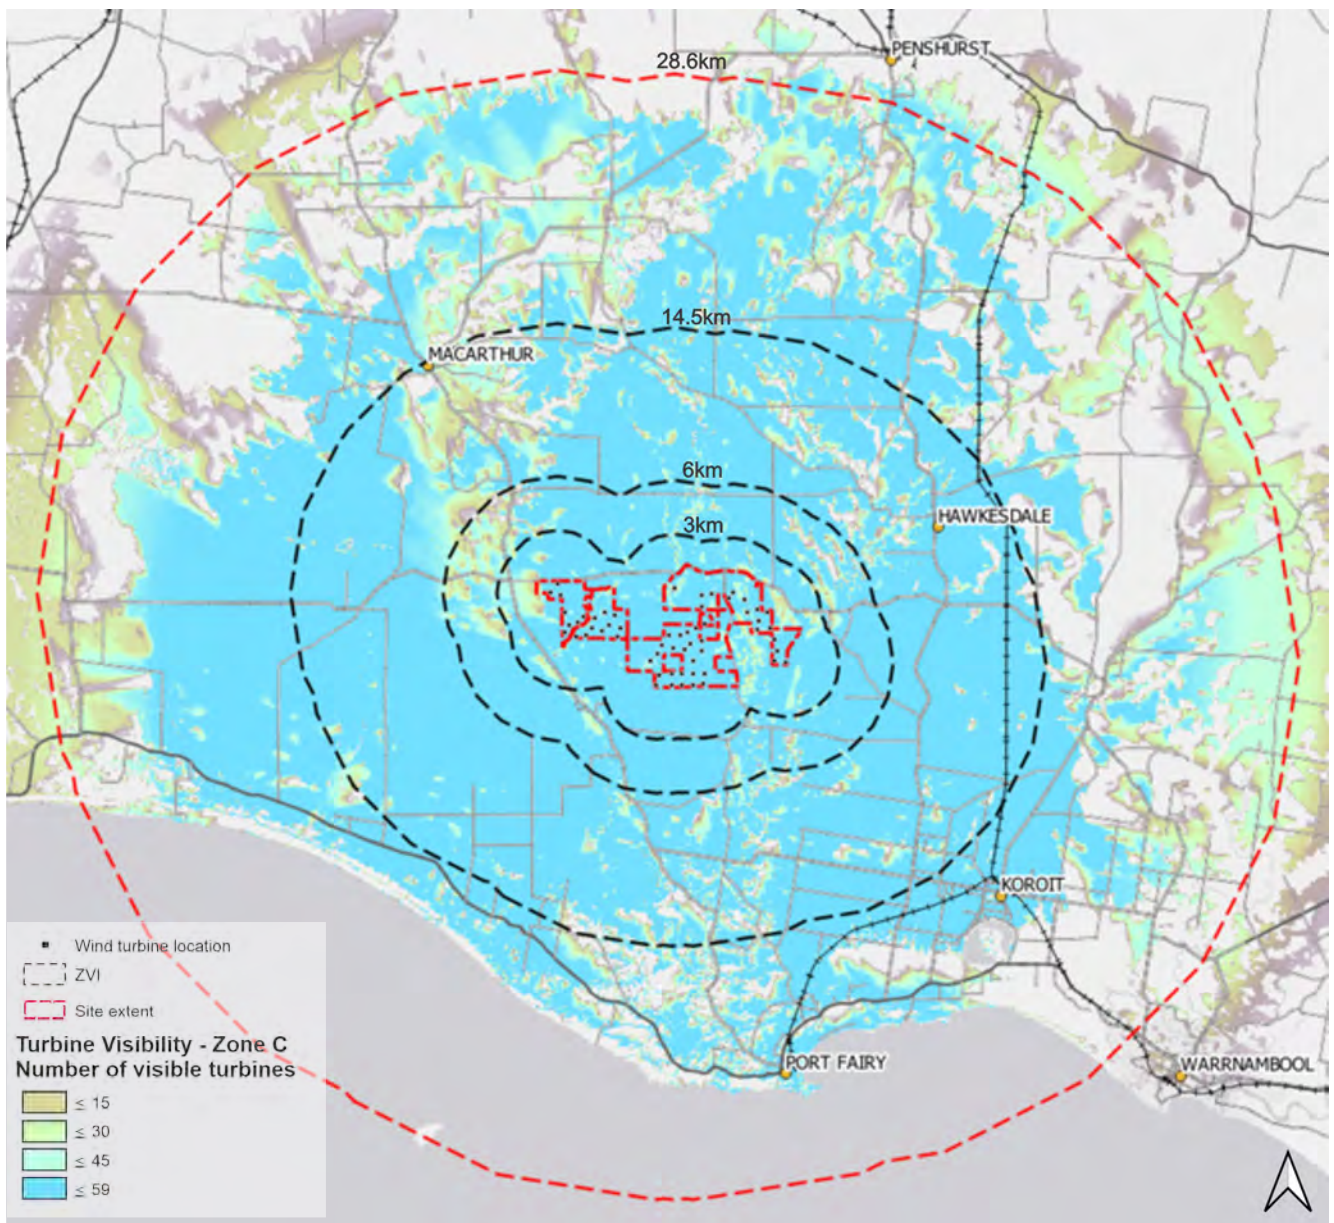 28.6km
PENSHURST
14.5km
MACARTHUR
6km
HAWKESDALE
3km
KOROIT
PORT FAIRY
WARRNAMBOOL
Wind turbine location
ZVI
Site extent
Turbine Visibility - Zone C
Number of visible turbines
≤ 15
≤ 30
≤ 45
≤ 59